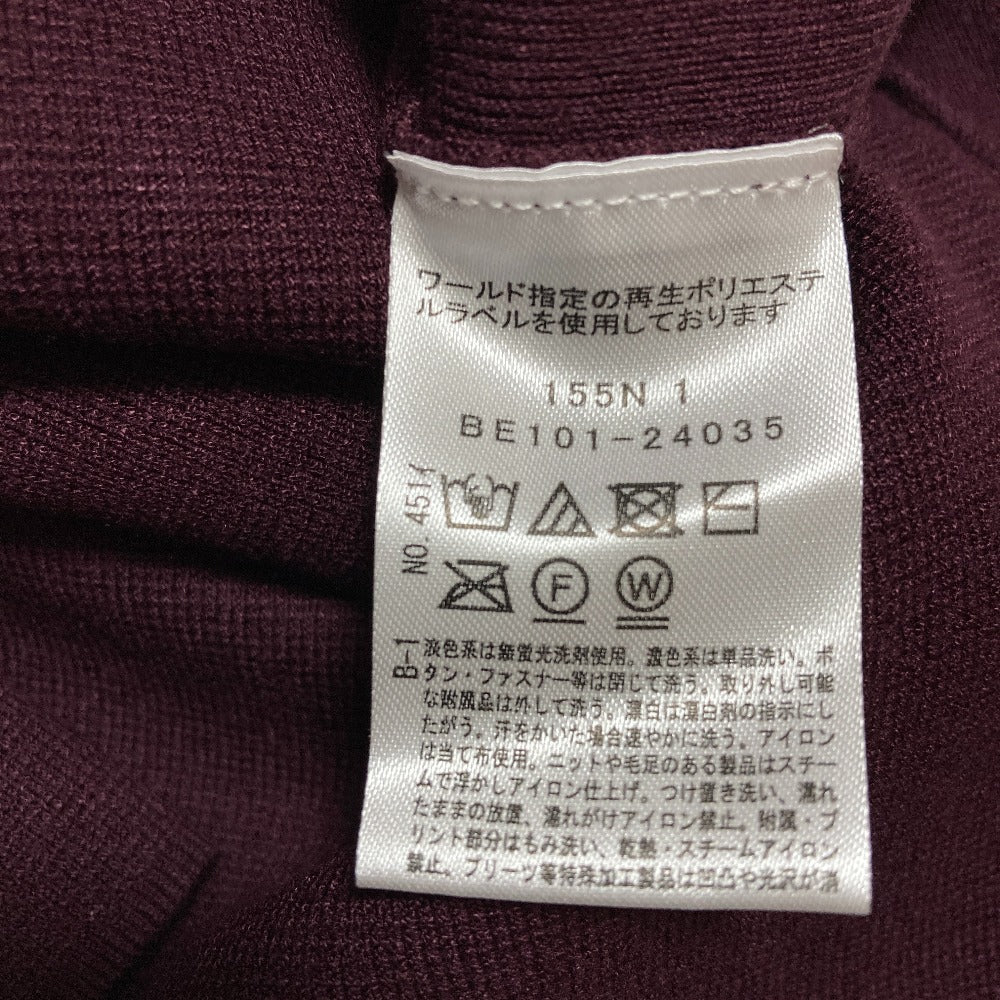 ワールド指定の再生ポリエステ
ルラベルを使用しております
155N 1
BE101-24035
NO. 4511
F
W
B-1
淡色系は無蛍光洗剤使用。濃色系は単品洗い。ボ
タン・ファスナー等は閉じて洗う。取り外し可能
な附属品は外して洗う。漂白は漂白剤の指示にし
たがう。汗をかいた場合速やかに洗う。アイロン
は当て布使用。ニットや毛足のある製品はスチー
ムで浮かしアイロン仕上げ。つけ置き洗い、濡れ
たままの放置、濡れがけアイロン禁止。附属・プ
リント部分はもみ洗い、乾熱・スチームアイロン
禁止。プリーツ等特殊加工製品は凹凸や光沢が消